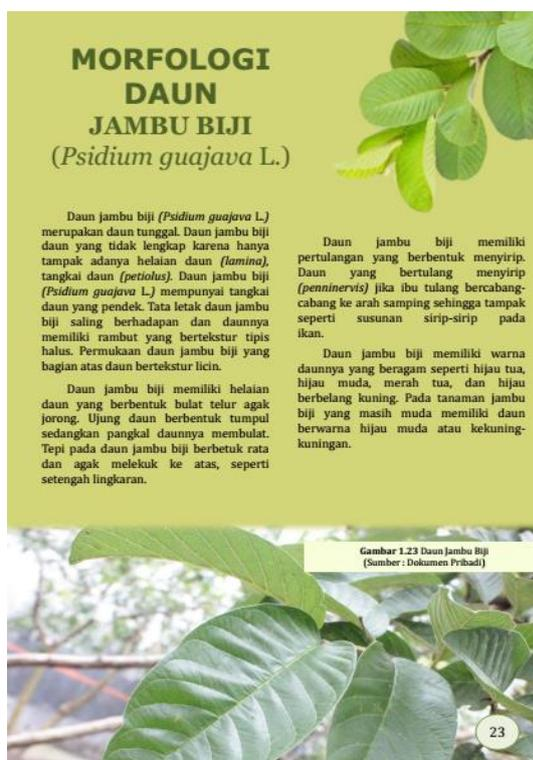 MORFOLOGI
DAUN
JAMBU BIJI
(Psidium guajava L.)
Daun jambu biji (Psidium guajava L.)
merupakan daun tunggal. Daun jambu biji
daun yang tidak lengkap karena hanya
tampak adanya helaian daun (lamina),
tangkai daun (petiolus). Daun jambu biji
(Psidium guajava L.) mempunyai tangkai
daun yang pendek. Tata letak daun jambu
biji saling berhadapan dan daunnya
memiliki rambut yang bertekstur tipis
halus. Permukaan daun jambu biji yang
bagian atas daun bertekstur licin.
Daun jambu biji memiliki helaian
daun yang berbentuk bulat telur agak
jorong. Ujung daun berbentuk tumpul
sedangkan pangkal daunnya membulat.
Tepi pada daun jambu biji berbetuk rata
dan agak melekuk ke atas, seperti
setengah lingkaran.
Daun jambu biji memiliki
pertulangan yang berbentuk menyirip.
Daun yang bertulang menyirip
(penninervis) jika ibu tulang bercabang-
cabang ke arah samping sehingga tampak
seperti susunan sirip-sirip pada
ikan.
Daun jambu biji memiliki warna
daunnya yang beragam seperti hijau tua,
hijau muda, merah tua, dan hijau
berbelang kuning. Pada tanaman jambu
biji yang masih muda memiliki daun
berwarna hijau muda atau kekuning-
kuningan.
Gambar 1.23 Daun Jambu Biji
(Sumber : Dokumen Pribadi)
23